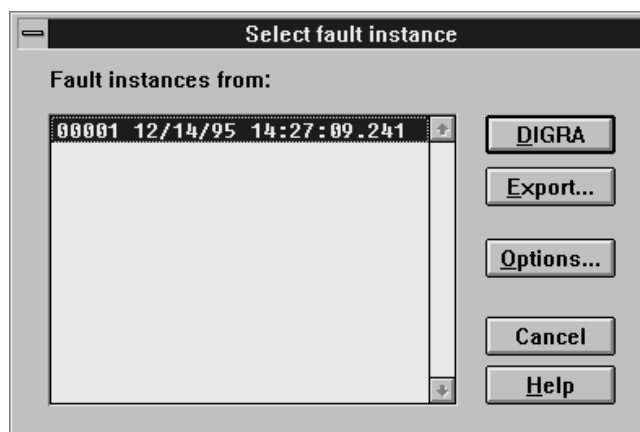 Select fault instance
Fault instances from:
00001 12/14/95 14:27:09.241
DIGRA
Export...
Options...
Cancel
Help